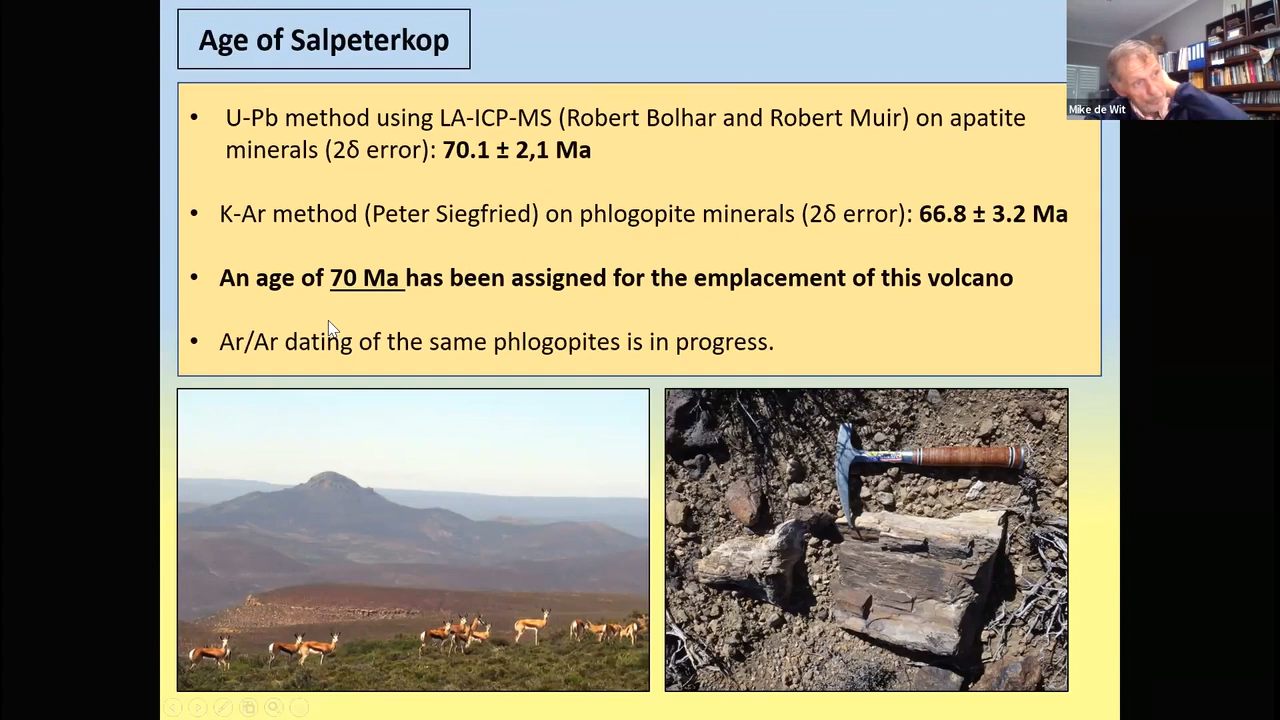 Age of Salpeterkop
Mike de Wit
• U-Pb method using LA-ICP-MS (Robert Bolhar and Robert Muir) on apatite
minerals (2δ error): 70.1 ± 2,1 Ma
• K-Ar method (Peter Siegfried) on phlogopite minerals (2δ error): 66.8 ± 3.2 Ma
• An age of 70 Ma has been assigned for the emplacement of this volcano
• Ar/Ar dating of the same phlogopites is in progress.